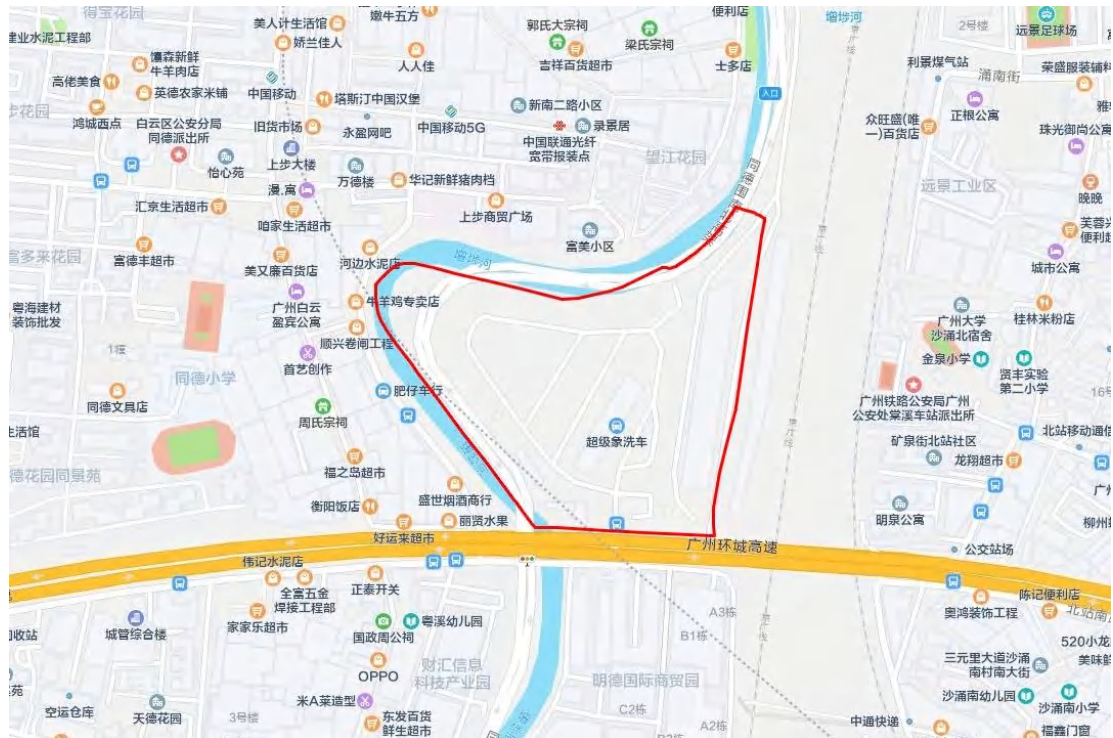 得宝花园
建业水泥工程部
美人计生活馆
嫩牛五方
娇兰佳人
人人佳
郭氏大宗祠
吉祥百货超市
梁氏宗祠
便利店
士多店
增埗河
入口
京广线
2号楼
远景足球场
利景煤气站
涌南街
荣盛服装辅料
瀼森新鲜
牛羊肉店
高佬美食
英德农家米铺
中国移动
塔斯汀中国汉堡
鸿城西点
白云区公安分局
同德派出所
旧货市场
永盈网吧
中国移动5G
新南二路小区
录景居
中国联通光纤
宽带报装点
望江花园
众旺盛(唯
一)百货店
正根公寓
珠光御尚公寓
步花园
怡心苑
上步大楼
万德楼
华记新鲜猪肉档
漫.寓
远景工业区
晚晚
汇京生活超市
咱家生活超市
上步商贸广场
富美小区
芙蓉兴
便利超
富多来花园
富德丰超市
美又廉百货店
河边水泥店
增埗河
城市公寓
粤海建材
装饰批发
广州白云
盈宾公寓
牛羊鸡专卖店
顺兴卷闸工程
广州大学
沙涌北宿舍
桂林米粉店
1幢
首艺创作
金泉小学
贤丰实验
第二小学
同德小学
肥仔车行
同德文具店
周氏宗祠
超级象洗车
京广线
广州铁路公安局广州
公安处棠溪车站派出所
16号
生活馆
矿泉街北站社区
北站移动通信
德花园同景苑
福之岛超市
龙翔超市
盛世烟酒商行
衡阳饭店
丽贤水果
明泉公寓
好运来超市
广州环城高速
公交站场
伟记水泥店
全富五金
焊接工程部
正泰开关
陈记便利店
奥鸿装饰工程
北站南
城管综合楼
家家乐超市
国政周公祠
粤溪幼儿园
A3栋
B1栋
京广线
520小龙
美味鲜
三元里大道沙涌
南村南大街
财汇信息
科技产业园
OPPO
明德国际商贸园
沙涌南幼儿园
沙涌南小学
空运仓库
天德花园
3号楼
米A莱造型
东发百货
鲜生超市
C2栋
A2栋
中通快递
福鑫门窗